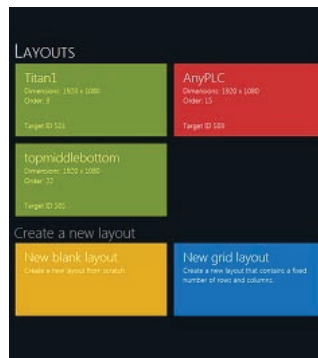 LAYOUTS
Titan1
Dimensions: 1920 x 1080
Order: 9
Target ID 521
AnyPLC
Dimensions: 1920 x 1080
Order: 15
Target ID 503
topmiddlebottom
Dimensions: 1920 x 1080
Order: 22
Target ID 505
Create a new layout
New blank layout
Create a new layout from scratch
New grid layout
Create a new layout that contains a fixed
number of rows and columns.